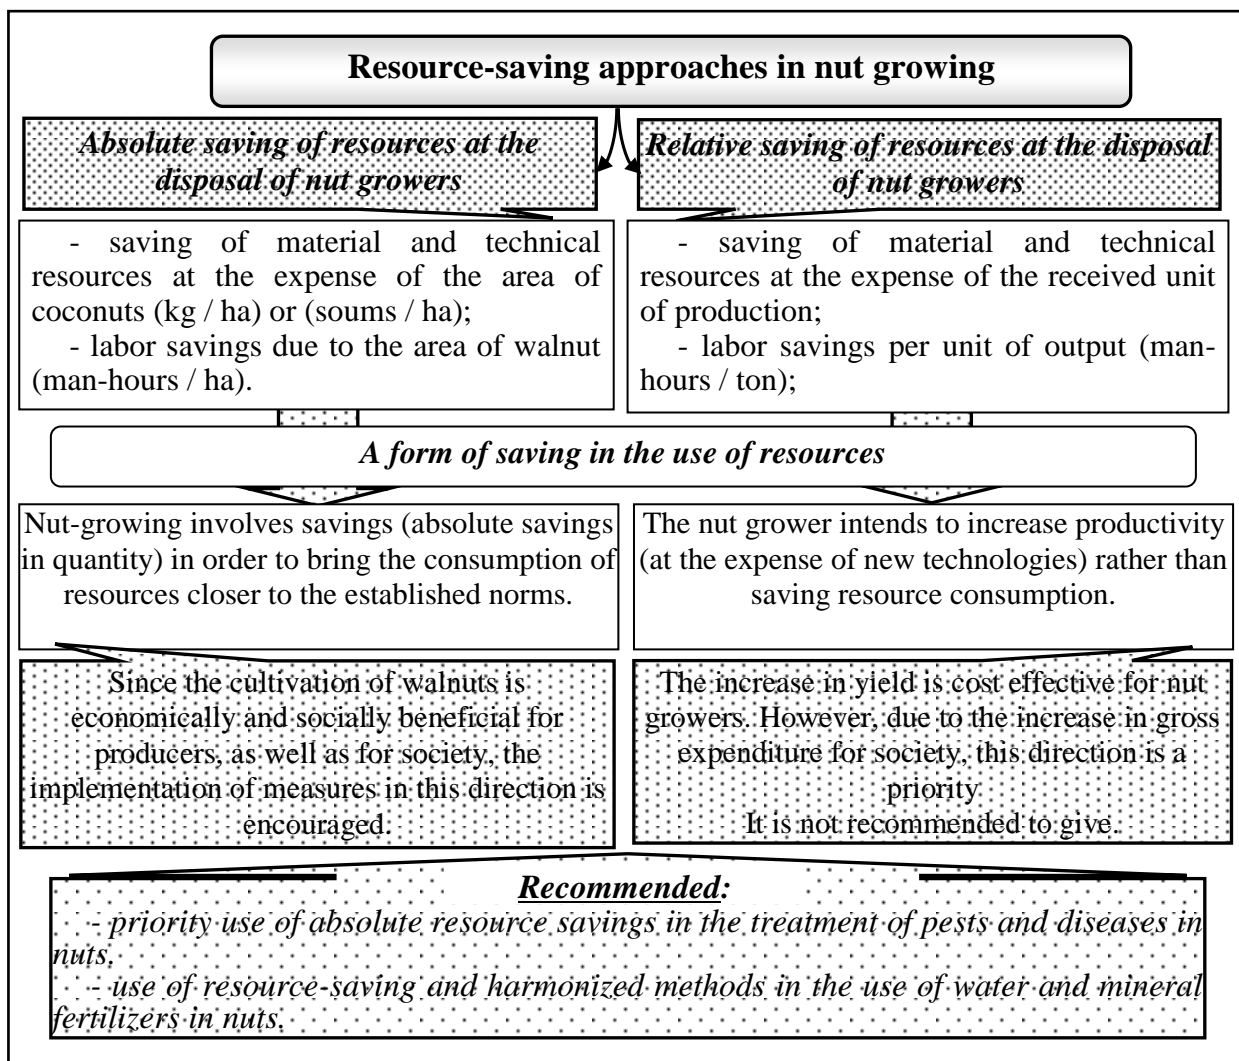 Resource-saving approaches in nut growing
Absolute saving of resources at the
disposal of nut growers
Relative saving of resources at the disposal
of nut growers
- saving of material and technical
resources at the expense of the area of
coconuts (kg / ha) or (soums / ha);
- labor savings due to the area of walnut
(man-hours / ha).
- saving of material and technical
resources at the expense of the received unit
of production;
- labor savings per unit of output (man-
hours / ton);
A form of saving in the use of resources
Nut-growing involves savings (absolute savings
in quantity) in order to bring the consumption of
resources closer to the established norms.
The nut grower intends to increase productivity
(at the expense of new technologies) rather than
saving resource consumption.
Since the cultivation of walnuts is
economically and socially beneficial for
producers, as well as for society, the
implementation of measures in this direction is
encouraged.
The increase in yield is cost effective for nut
growers. However, due to the increase in gross
expenditure for society, this direction is a
priority
It is not recommended to give.
Recommended:
- priority use of absolute resource savings in the treatment of pests and diseases in
nuts.
- use of resource-saving and harmonized methods in the use of water and mineral
fertilizers in nuts.